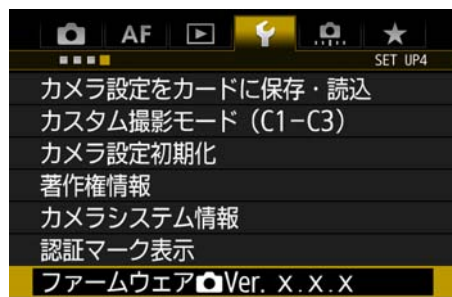 AF
SET UP4
カメラ設定をカードに保存・読込
カスタム撮影モード（C1-C3）
カメラ設定初期化
著作権情報
カメラシステム情報
認証マーク表示
ファームウェア Ver. x.x.x